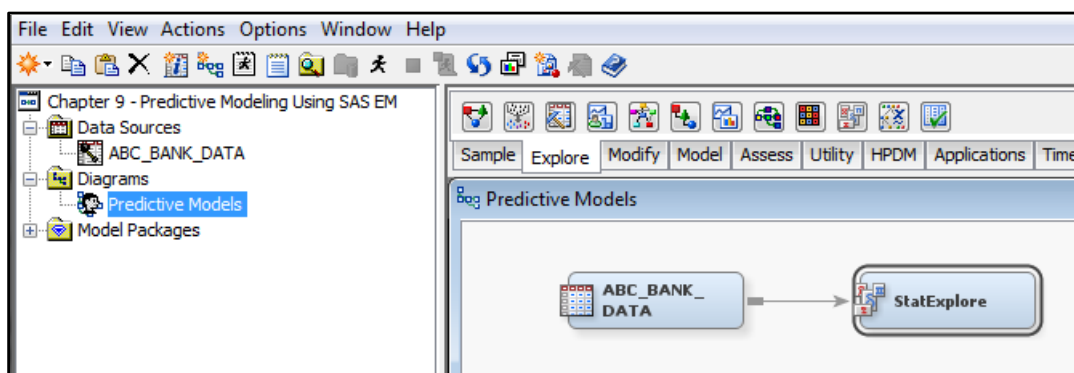 File Edit View Actions Options Window Help
Chapter 9 - Predictive Modeling Using SAS EM
Data Sources
ABC_BANK_DATA
Diagrams
Predictive Models
Model Packages
Sample Explore Modify Model Assess Utility HPDM Applications Time
Predictive Models
ABC_BANK_
DATA
StatExplore